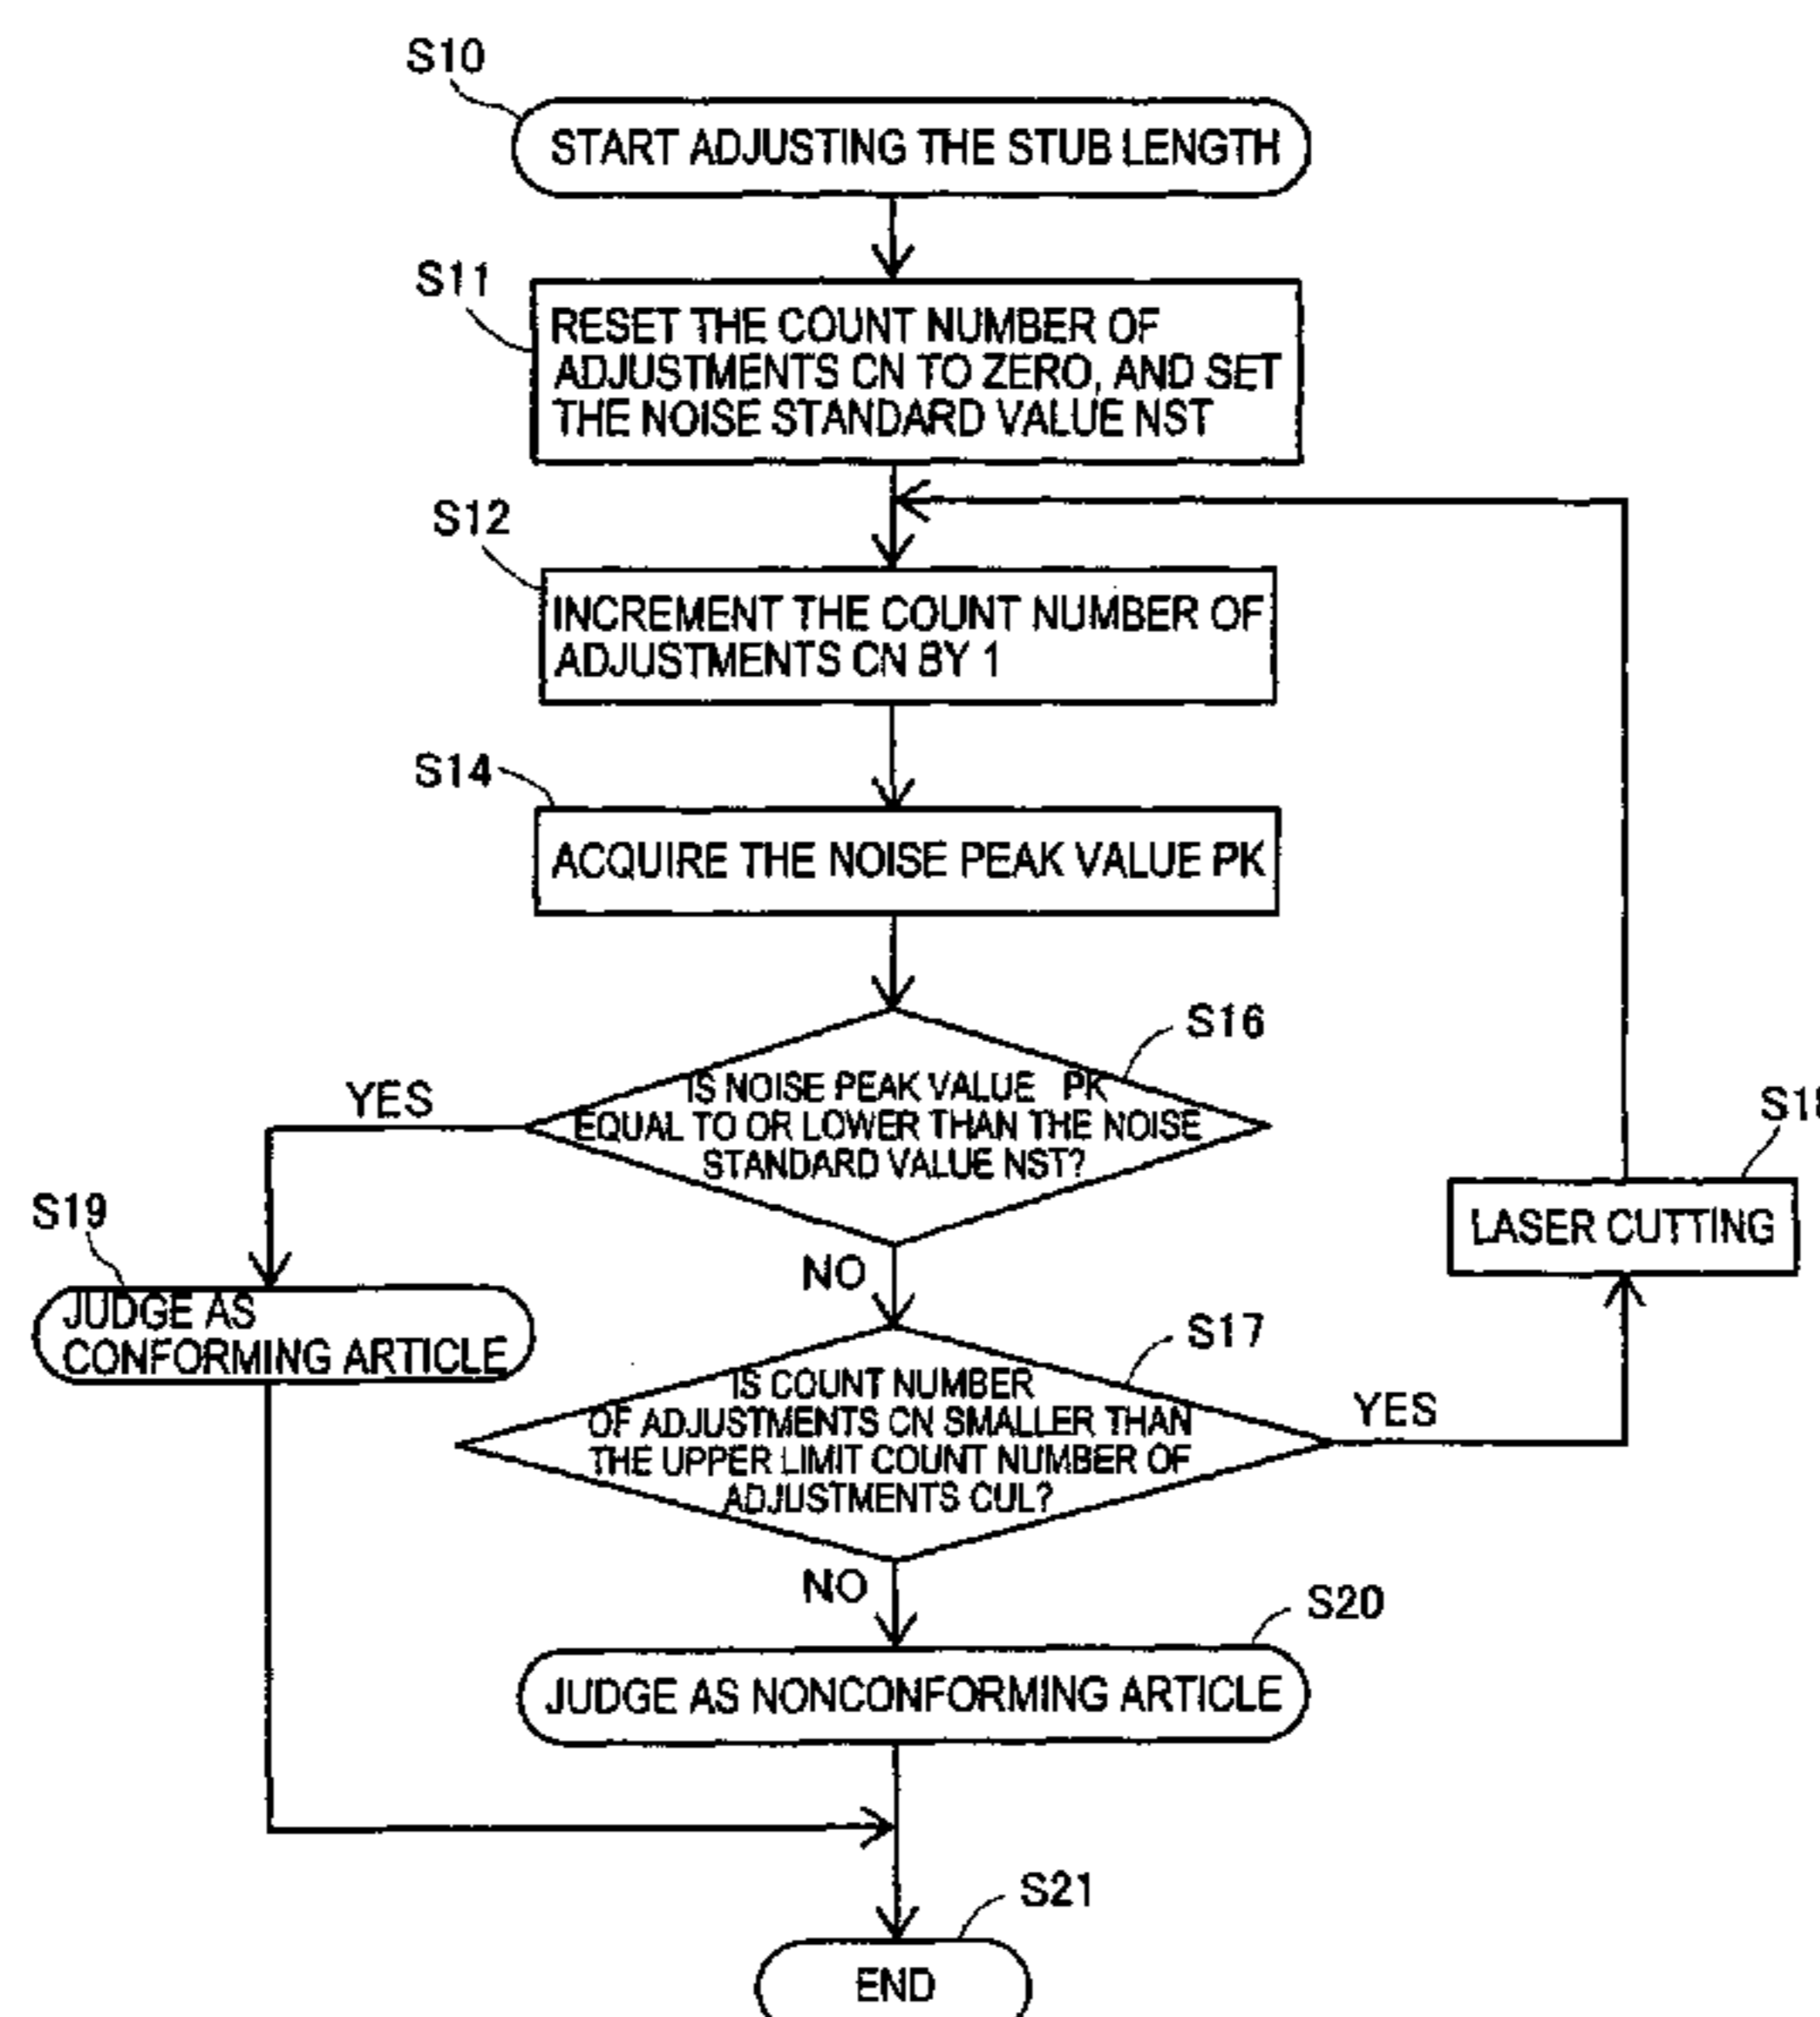 S10
START ADJUSTING THE STUB LENGTH
S11
RESET THE COUNT NUMBER OF
ADJUSTMENTS CN TO ZERO, AND SET
THE NOISE STANDARD VALUE NST
S12
INCREMENT THE COUNT NUMBER OF
ADJUSTMENTS CN BY 1
S14
ACQUIRE THE NOISE PEAK VALUE PK
S16
IS NOISE PEAK VALUE PK
EQUAL TO OR LOWER THAN THE NOISE
STANDARD VALUE NST?
YES
NO
S18
LASER CUTTING
S19
JUDGE AS
CONFORMING ARTICLE
S17
IS COUNT NUMBER
OF ADJUSTMENTS CN SMALLER THAN
THE UPPER LIMIT COUNT NUMBER OF
ADJUSTMENTS CUL?
YES
NO
S20
JUDGE AS NONCONFORMING ARTICLE
S21
END